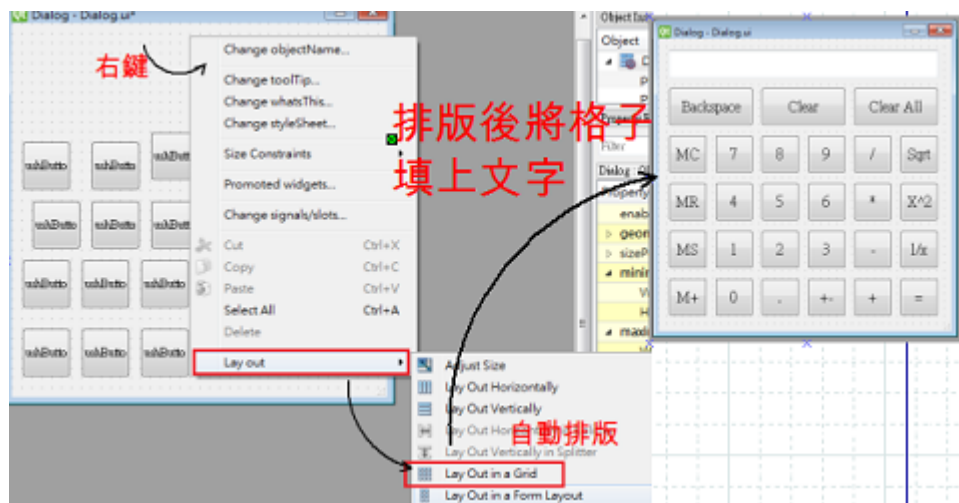 Dialog - Dialog.ui*
右鍵
Change objectName...
Change toolTip...
Change whatsThis...
Change styleSheet...
Size Constraints
Promoted widgets...
Change signals/slots...
Cut Ctrl+X
Copy Ctrl+C
Paste Ctrl+V
Select All Ctrl+A
Delete
Lay out
Adjust Size
Lay Out Horizontally
Lay Out Vertically
Lay Out Vertically in Splitter
自動排版
Lay Out in a Grid
Lay Out in a Form Layout
排版後將格子
填上文字
Object
Filter
Dialog - Dialog.ui
Backspace Clear Clear All
MC 7 8 9 / Sqrt
MR 4 5 6 * X^2
MS 1 2 3 - 1/x
M+ 0 . +- + =